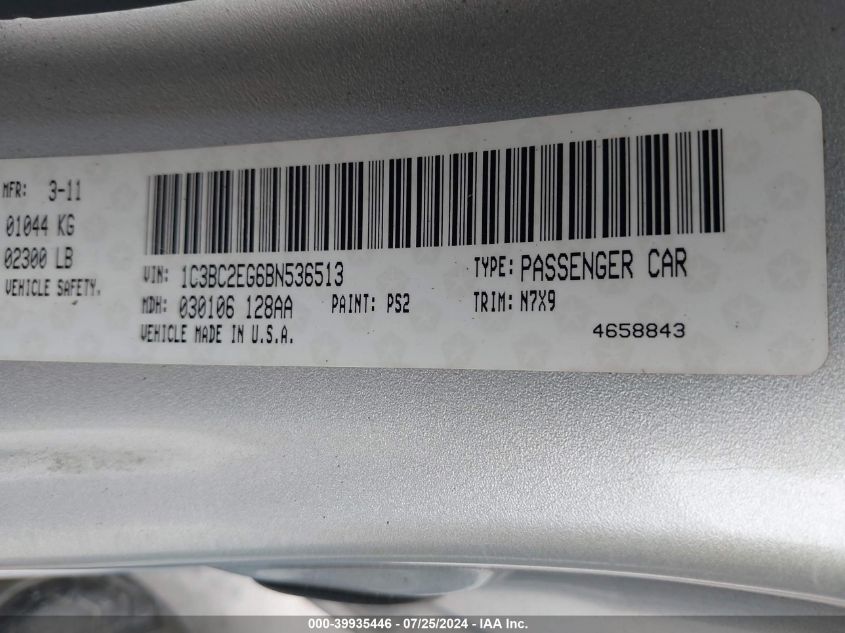 MFR: 3-11
01044 KG
02300 LB
VEHICLE SAFETY.
VIN: 1C3BC2EG6BN536513
TYPE: PASSENGER CAR
MDH: 030106 128AA
PAINT: PS2
TRIM: N7X9
VEHICLE MADE IN U.S.A.
4658843
000-39935446 - 07/25/2024 - IAA Inc.